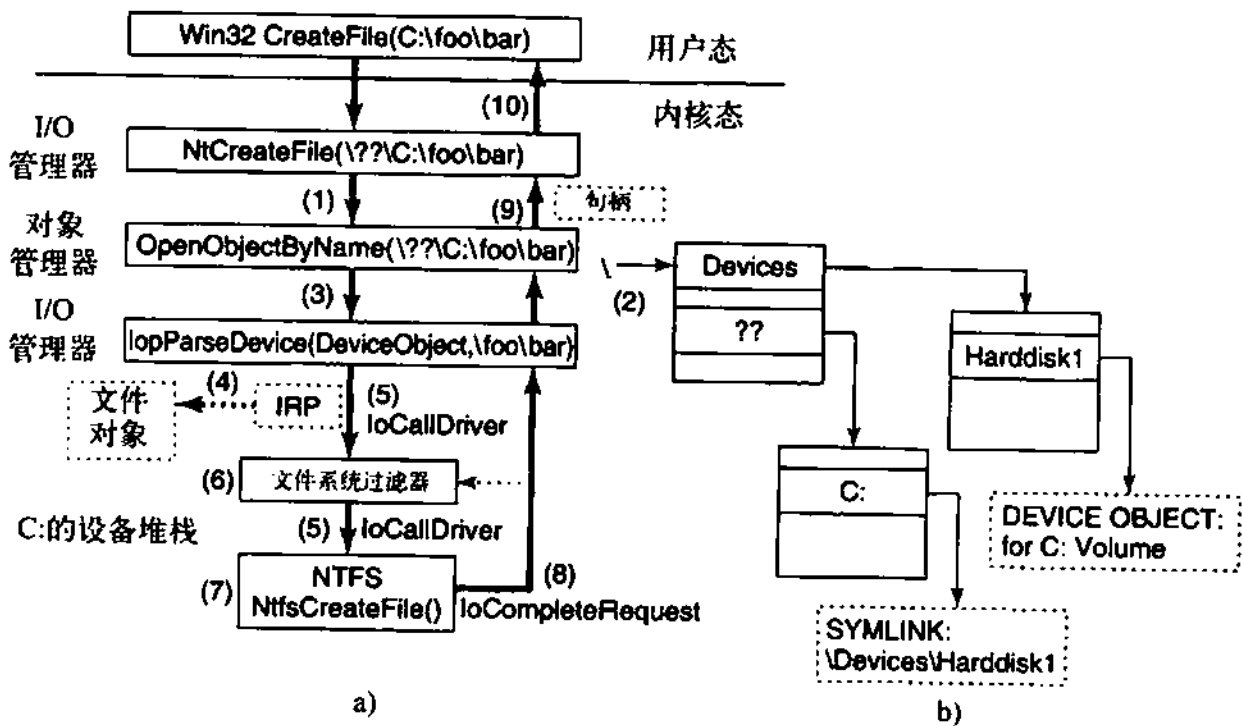 Win32 CreateFile(C:\foo\bar)
用户态
内核态
(10)
I/O
管理器
NtCreateFile(\??\C:\foo\bar)
(1)
(9)
句柄
对象
管理器
OpenObjectByName(\??\C:\foo\bar)
(3)
I/O
管理器
IopParseDevice(DeviceObject,\foo\bar)
(4)
文件
对象
IRP
(5)
IoCallDriver
(6)
文件系统过滤器
C:的设备堆栈
(5)
IoCallDriver
(7)
NTFS
NtfsCreateFile()
(8)
IoCompleteRequest
a)
\
(2)
Devices
??
Harddisk1
C:
DEVICE OBJECT:
for C: Volume
SYMLINK:
\Devices\Harddisk1
b)